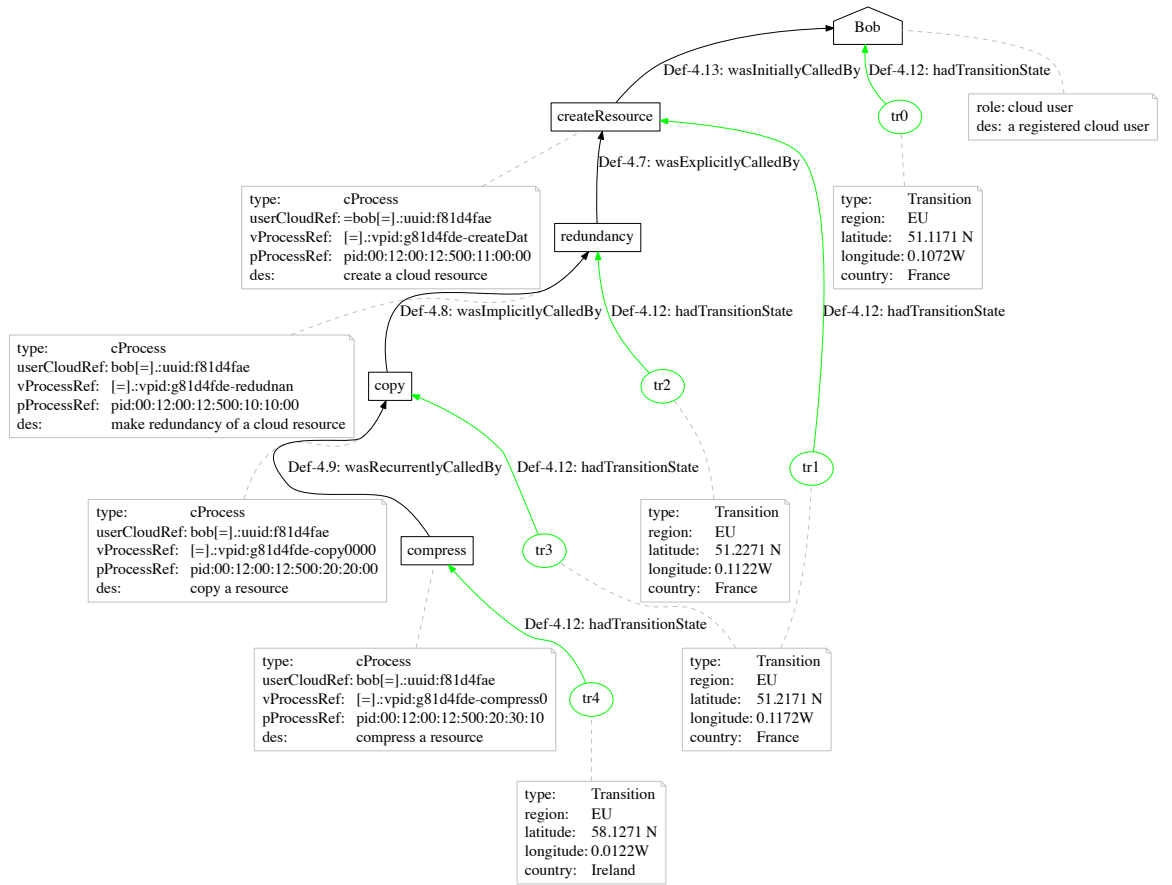 Bob
Def-4.13: wasInitiallyCalledBy
Def-4.12: hadTransitionState
role: cloud user
des: a registered cloud user
createResource
tr0
Def-4.7: wasExplicitlyCalledBy
type: cProcess
userCloudRef: =bob[=].:uuid:f81d4fae
vProcessRef: [=].:vpid:g81d4fde-createDat
pProcessRef: pid:00:12:00:12:500:11:00:00
des: create a cloud resource
type: Transition
region: EU
latitude: 51.1171 N
longitude: 0.1072W
country: France
redundancy
Def-4.8: wasImplicitlyCalledBy
Def-4.12: hadTransitionState
Def-4.12: hadTransitionState
type: cProcess
userCloudRef: bob[=].:uuid:f81d4fae
vProcessRef: [=].:vpid:g81d4fde-redudnan
pProcessRef: pid:00:12:00:12:500:10:10:00
des: make redundancy of a cloud resource
copy
tr2
Def-4.9: wasRecurrentlyCalledBy
Def-4.12: hadTransitionState
tr1
type: cProcess
userCloudRef: bob[=].:uuid:f81d4fae
vProcessRef: [=].:vpid:g81d4fde-copy0000
pProcessRef: pid:00:12:00:12:500:20:20:00
des: copy a resource
compress
tr3
type: Transition
region: EU
latitude: 51.2271 N
longitude: 0.1122W
country: France
Def-4.12: hadTransitionState
type: cProcess
userCloudRef: bob[=].:uuid:f81d4fae
vProcessRef: [=].:vpid:g81d4fde-compress0
pProcessRef: pid:00:12:00:12:500:20:30:10
des: compress a resource
tr4
type: Transition
region: EU
latitude: 51.2171 N
longitude: 0.1172W
country: France
type: Transition
region: EU
latitude: 58.1271 N
longitude: 0.0122W
country: Ireland